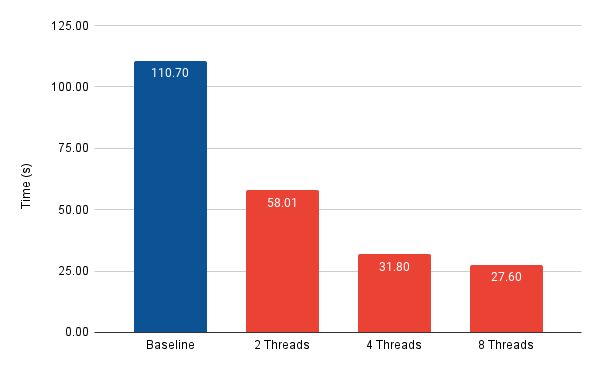 125.00
100.00
75.00
50.00
25.00
0.00
Time (s)
110.70
58.01
31.80
27.60
Baseline
2 Threads
4 Threads
8 Threads